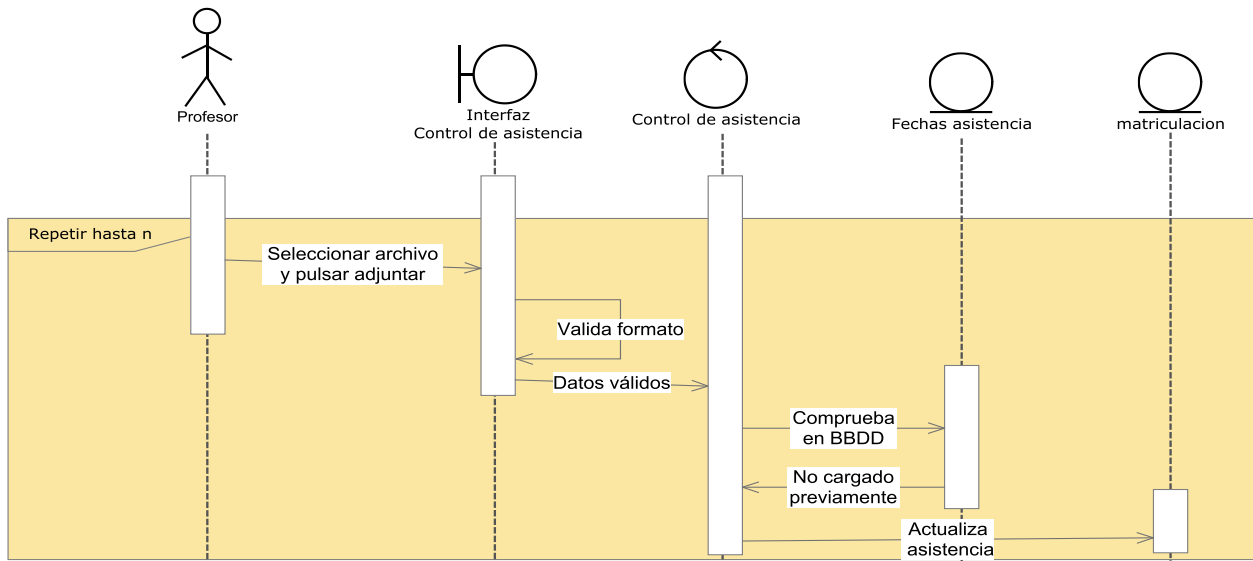 Profesor
Interfaz
Control de asistencia
Control de asistencia
Fechas asistencia
matriculacion
Repetir hasta n
Seleccionar archivo
y pulsar adjuntar
Valida formato
Datos válidos
Comprueba
en BBDD
No cargado
previamente
Actualiza
asistencia